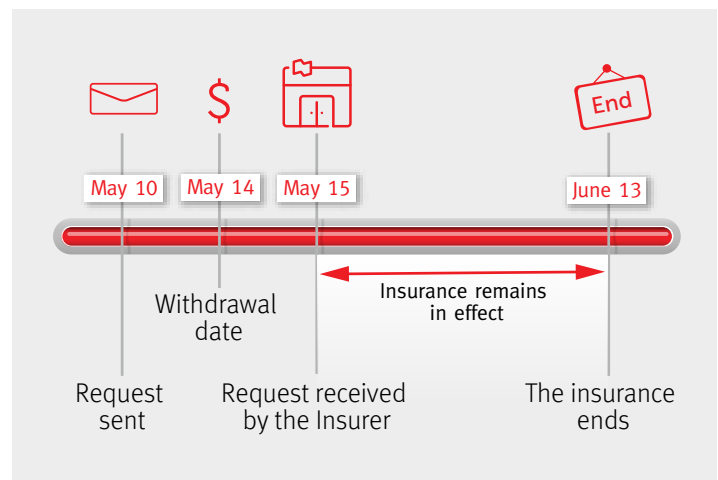 $
End
May 10
May 14
May 15
June 13
Insurance remains
in effect
Withdrawal
date
Request
sent
Request received
by the Insurer
The insurance
ends